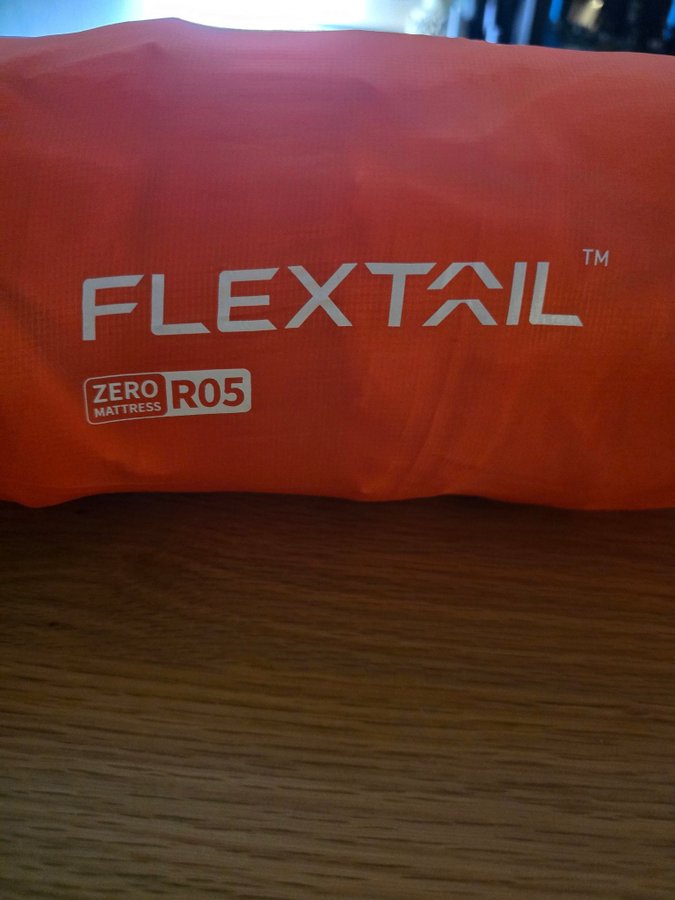 FLEXTAIL™
ZERO
MATTRESS
R05